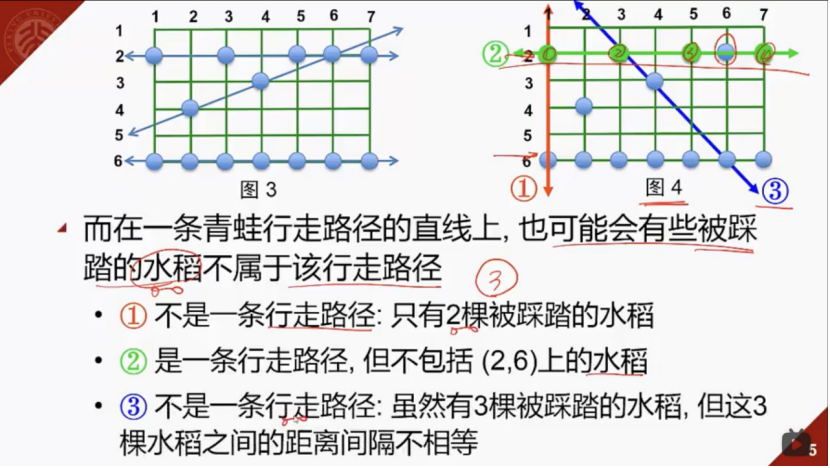 1 2 3 4 5 6 7
1
2
3
4
5
6
图 3
1 2 3 4 5 6 7
1
②
2
3
4
5
6
①
图 4
③
而在一条青蛙行走路径的直线上, 也可能会有些被踩
踏的水稻不属于该行走路径
③
• ① 不是一条行走路径: 只有2棵被踩踏的水稻
• ② 是一条行走路径, 但不包括 (2,6)上的水稻
• ③ 不是一条行走路径: 虽然有3棵被踩踏的水稻, 但这3
棵水稻之间的距离间隔不相等
5